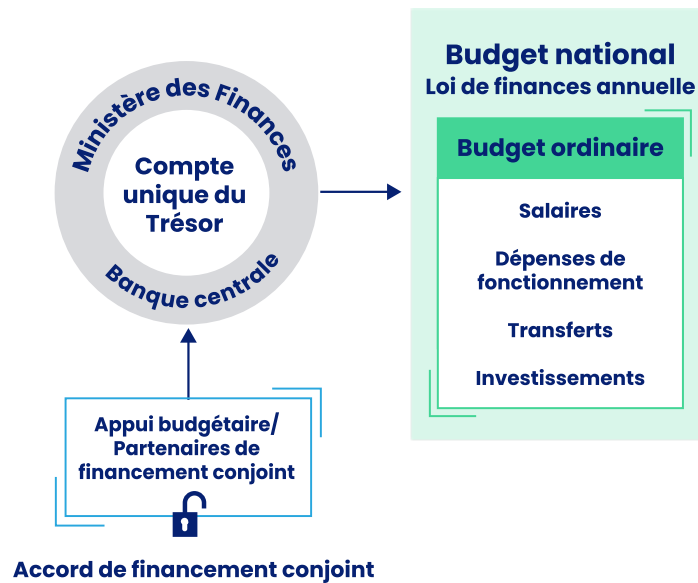 Ministère des Finances
Compte
unique du
Trésor
Banque centrale
Appui budgétaire/
Partenaires de
financement conjoint
Accord de financement conjoint
Budget national
Loi de finances annuelle
Budget ordinaire
Salaires
Dépenses de
fonctionnement
Transferts
Investissements